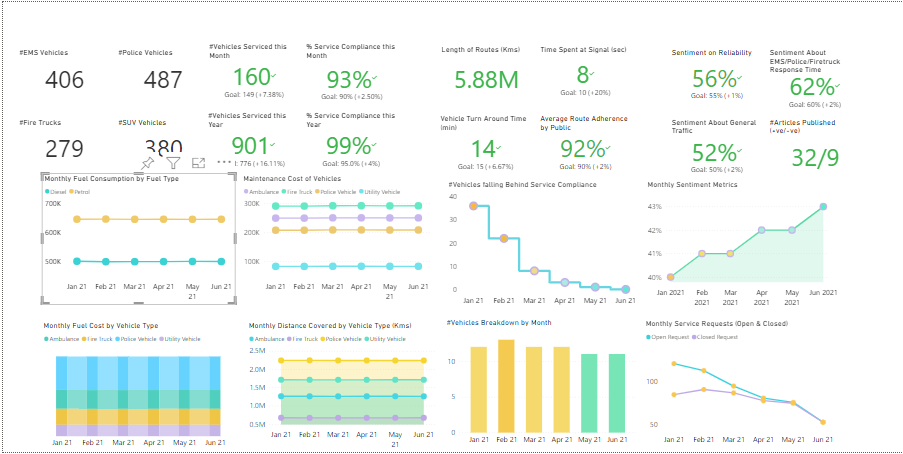 #EMS Vehicles
406
#Police Vehicles
487
#Vehicles Serviced this
Month
160
Goal: 149 (+7.38%)
% Service Compliance this
Month
93%
Goal: 90% (+2.50%)
Length of Routes (Kms)
5.88M
Time Spent at Signal (sec)
8
Goal: 10 (+20%)
Sentiment on Reliability
56%
Goal: 55% (+1%)
Sentiment About
EMS/Police/Firetruck
Response Time
62%
Goal: 60% (+2%)
#Fire Trucks
279
#SUV Vehicles
380
#Vehicles Serviced this
Year
901
l: 776 (+16.11%)
% Service Compliance this
Year
99%
Goal: 95.0% (+4%)
Vehicle Turn Around Time
(min)
14
Goal: 15 (+6.67%)
Average Route Adherence
by Public
92%
Goal: 90% (+2%)
Sentiment About General
Traffic
52%
Goal: 50% (+2%)
#Articles Published
(+ve/-ve)
32/9
Monthly Fuel Consumption by Fuel Type
Diesel Petrol
700K
600K
500K
Jan 21 Feb 21 Mar 21 Apr 21 May 21 Jun 21
Maintenance Cost of Vehicles
Ambulance Fire Truck Police Vehicle Utility Vehicle
300K
200K
100K
Jan 21 Feb 21 Mar 21 Apr 21 May 21 Jun 21
#Vehicles falling Behind Service Compliance
40
30
20
10
0
Jan 21 Feb 21 Mar 21 Apr 21 May 21 Jun 21
Monthly Sentiment Metrics
43%
42%
41%
40%
Jan 2021 Feb 2021 Mar 2021 Apr 2021 May 2021 Jun 2021
Monthly Fuel Cost by Vehicle Type
Ambulance Fire Truck Police Vehicle Utility Vehicle
Jan 21 Feb 21 Mar 21 Apr 21 May 21 Jun 21
Monthly Distance Covered by Vehicle Type (Kms)
Ambulance Fire Truck Police Vehicle Utility Vehicle
2.5M
2.0M
1.5M
1.0M
0.5M
Jan 21 Feb 21 Mar 21 Apr 21 May 21 Jun 21
#Vehicles Breakdown by Month
10
5
0
Jan 21 Feb 21 Mar 21 Apr 21 May 21 Jun 21
Monthly Service Requests (Open & Closed)
Open Request Closed Request
100
50
Jan 21 Feb 21 Mar 21 Apr 21 May 21 Jun 21